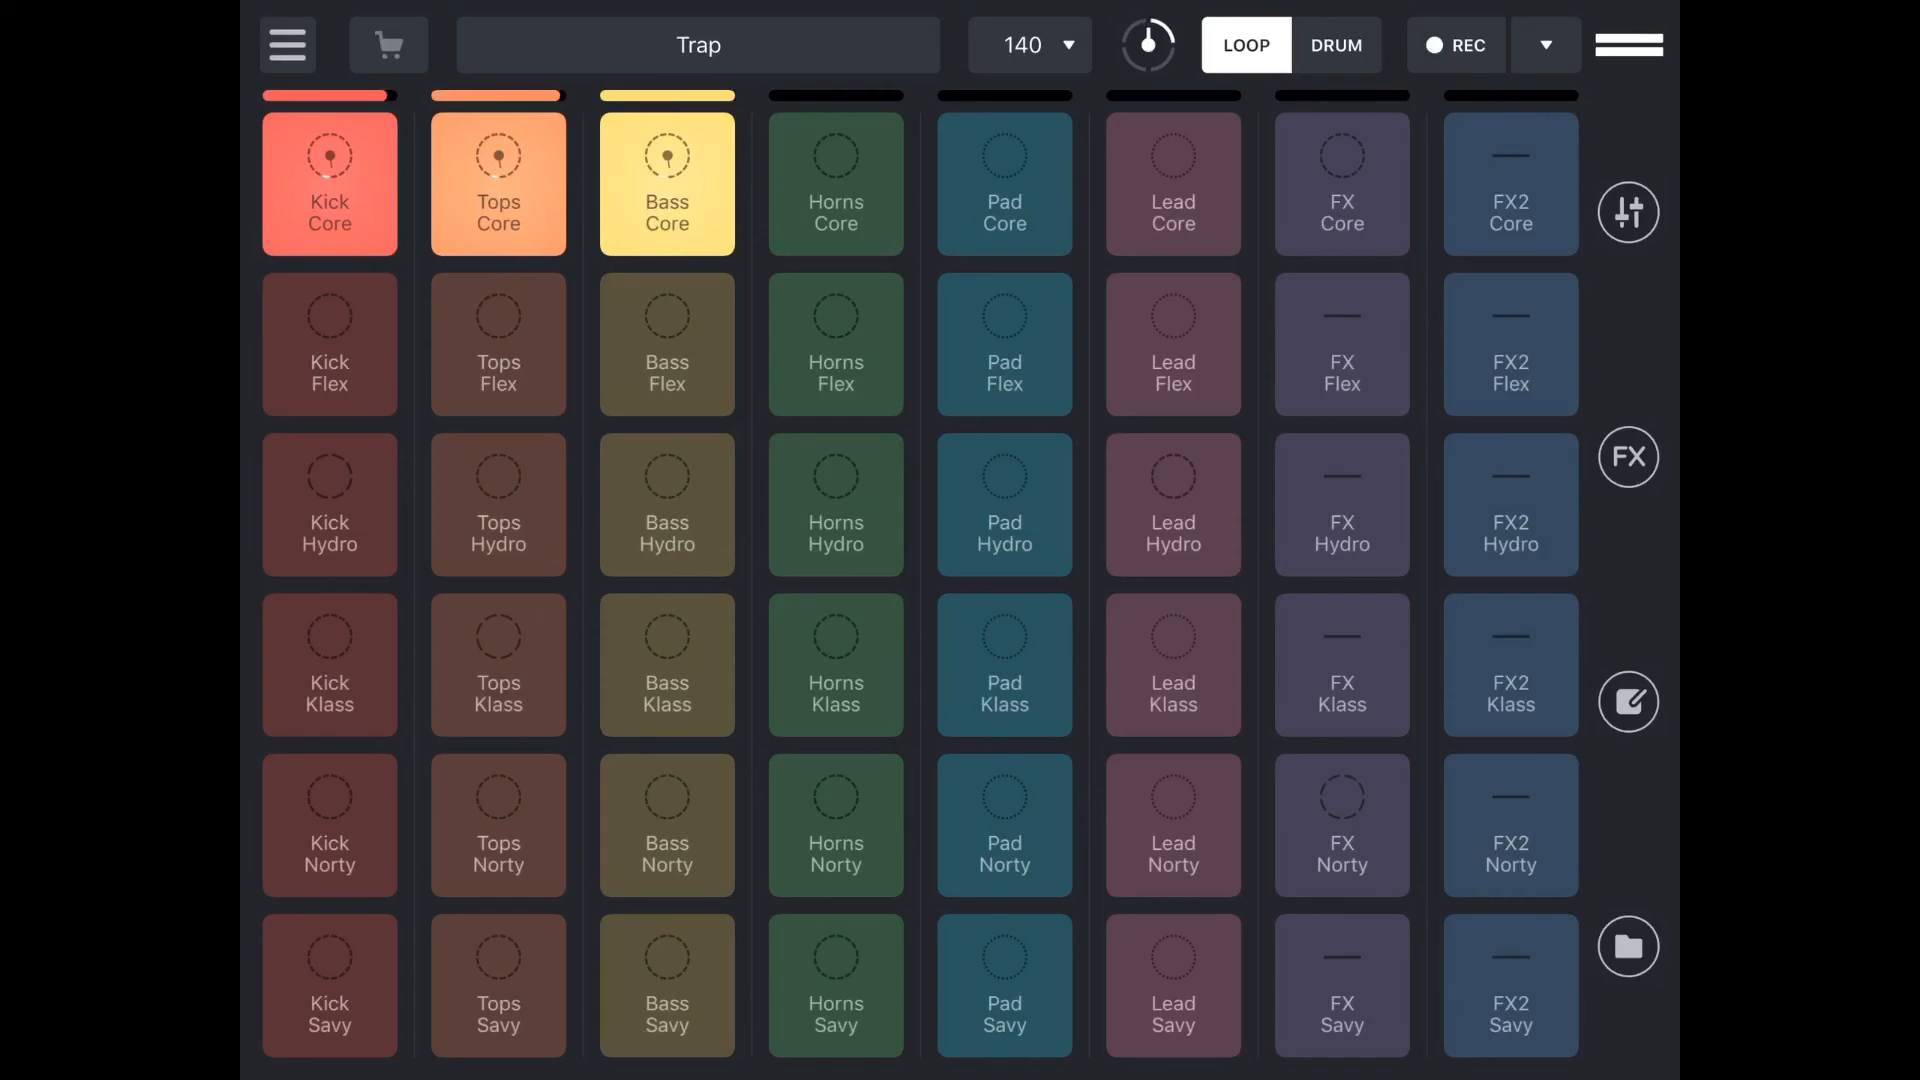 Trap
140
LOOP
DRUM
REC
Kick
Core
Tops
Core
Bass
Core
Horns
Core
Pad
Core
Lead
Core
FX
Core
FX2
Core
Kick
Flex
Tops
Flex
Bass
Flex
Horns
Flex
Pad
Flex
Lead
Flex
FX
Flex
FX2
Flex
FX
Kick
Hydro
Tops
Hydro
Bass
Hydro
Horns
Hydro
Pad
Hydro
Lead
Hydro
FX
Hydro
FX2
Hydro
Kick
Klass
Tops
Klass
Bass
Klass
Horns
Klass
Pad
Klass
Lead
Klass
FX
Klass
FX2
Klass
Kick
Norty
Tops
Norty
Bass
Norty
Horns
Norty
Pad
Norty
Lead
Norty
FX
Norty
FX2
Norty
Kick
Savy
Tops
Savy
Bass
Savy
Horns
Savy
Pad
Savy
Lead
Savy
FX
Savy
FX2
Savy